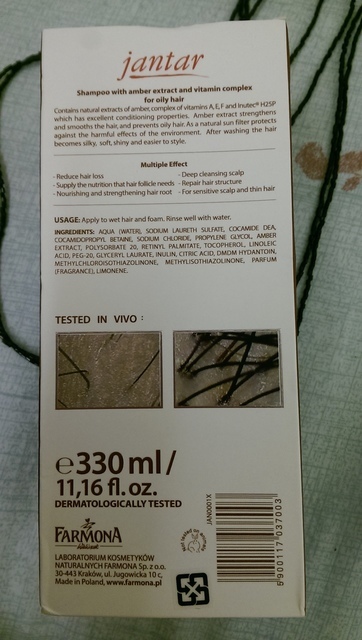 jantar
Shampoo with amber extract and vitamin complex
for oily hair
Contains natural extracts of amber, complex of vitamins A, E, F and Inutec® H25P
which has excellent conditioning properties. Amber extract strengthens
and smooths the hair, and prevents oily hair. As a natural sun filter protects
against the harmful effects of the environment. After washing the hair
becomes silky, soft, shiny and easier to style.
Multiple Effect
- Reduce hair loss - Deep cleansing scalp
- Supply the nutrition that hair follicle needs - Repair hair structure
- Nourishing and strengthening hair root - For sensitive scalp and thin hair
USAGE: Apply to wet hair and foam. Rinse well with water.
INGREDIENTS: AQUA (WATER), SODIUM LAURETH SULFATE, COCAMIDE DEA,
COCAMIDOPROPYL BETAINE, SODIUM CHLORIDE, PROPYLENE GLYCOL, AMBER
EXTRACT, POLYSORBATE 20, RETINYL PALMITATE, TOCOPHEROL, LINOLEIC
ACID, PEG-20, GLYCERYL LAURATE, INULIN, CITRIC ACID, DMDM HYDANTOIN,
METHYLCHLOROISOTHIAZOLINONE, METHYLISOTHIAZOLINONE, PARFUM
(FRAGRANCE), LIMONENE.
TESTED IN VIVO:
℮330 ml/
11,16 fl. oz.
DERMATOLOGICALLY TESTED
FARMONA
LABORATORIUM KOSMETYKÓW
NATURALNYCH FARMONA Sp. z o.o.
30-443 Kraków, ul. Jugowicka 10 c,
Made in Poland, www.farmona.pl
JAN0001X
5900117037003